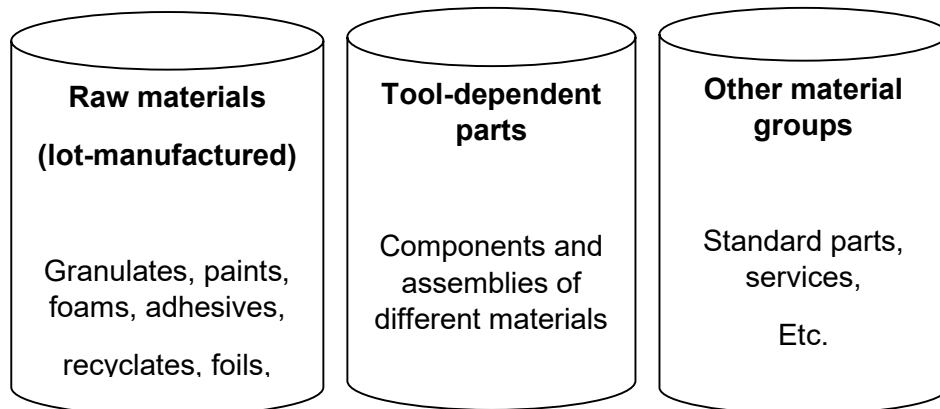 Raw materials
(lot-manufactured)
Granulates, paints,
foams, adhesives,
recyclates, foils,
Tool-dependent
parts
Components and
assemblies of
different materials
Other material
groups
Standard parts,
services,
Etc.